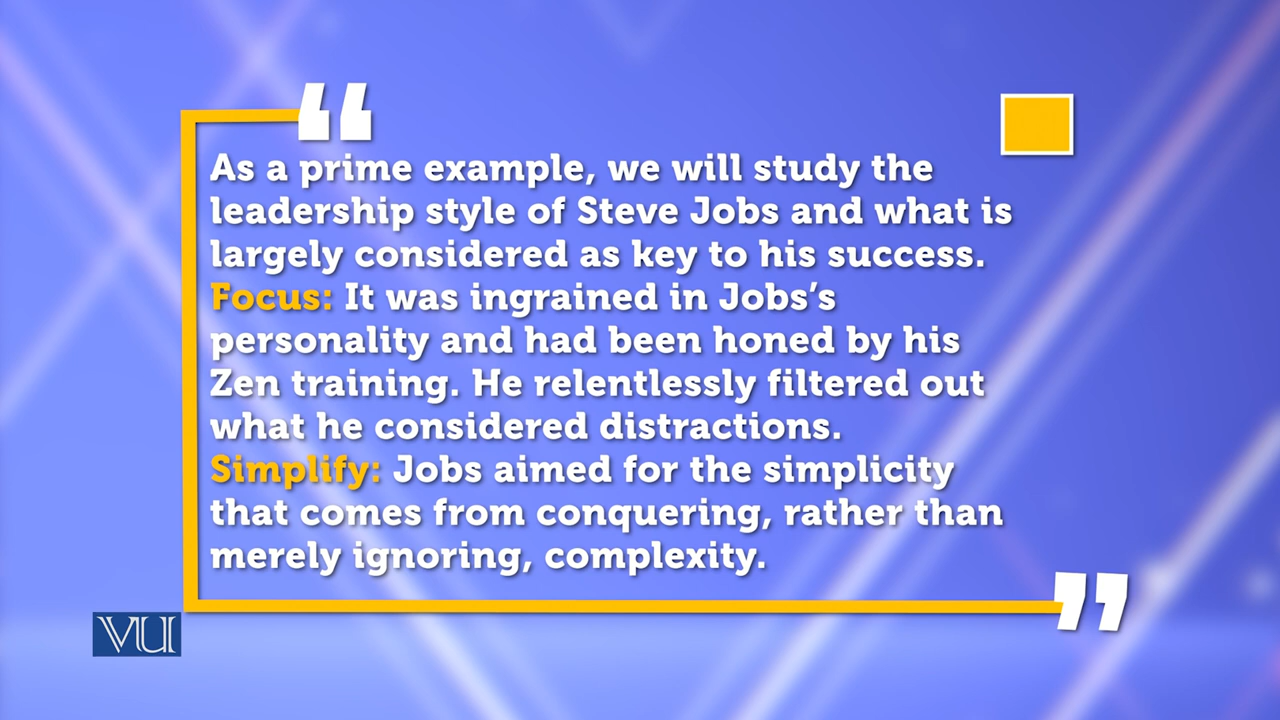 “
As a prime example, we will study the
leadership style of Steve Jobs and what is
largely considered as key to his success.
Focus: It was ingrained in Jobs’s
personality and had been honed by his
Zen training. He relentlessly filtered out
what he considered distractions.
Simplify: Jobs aimed for the simplicity
that comes from conquering, rather than
merely ignoring, complexity.
”
VU